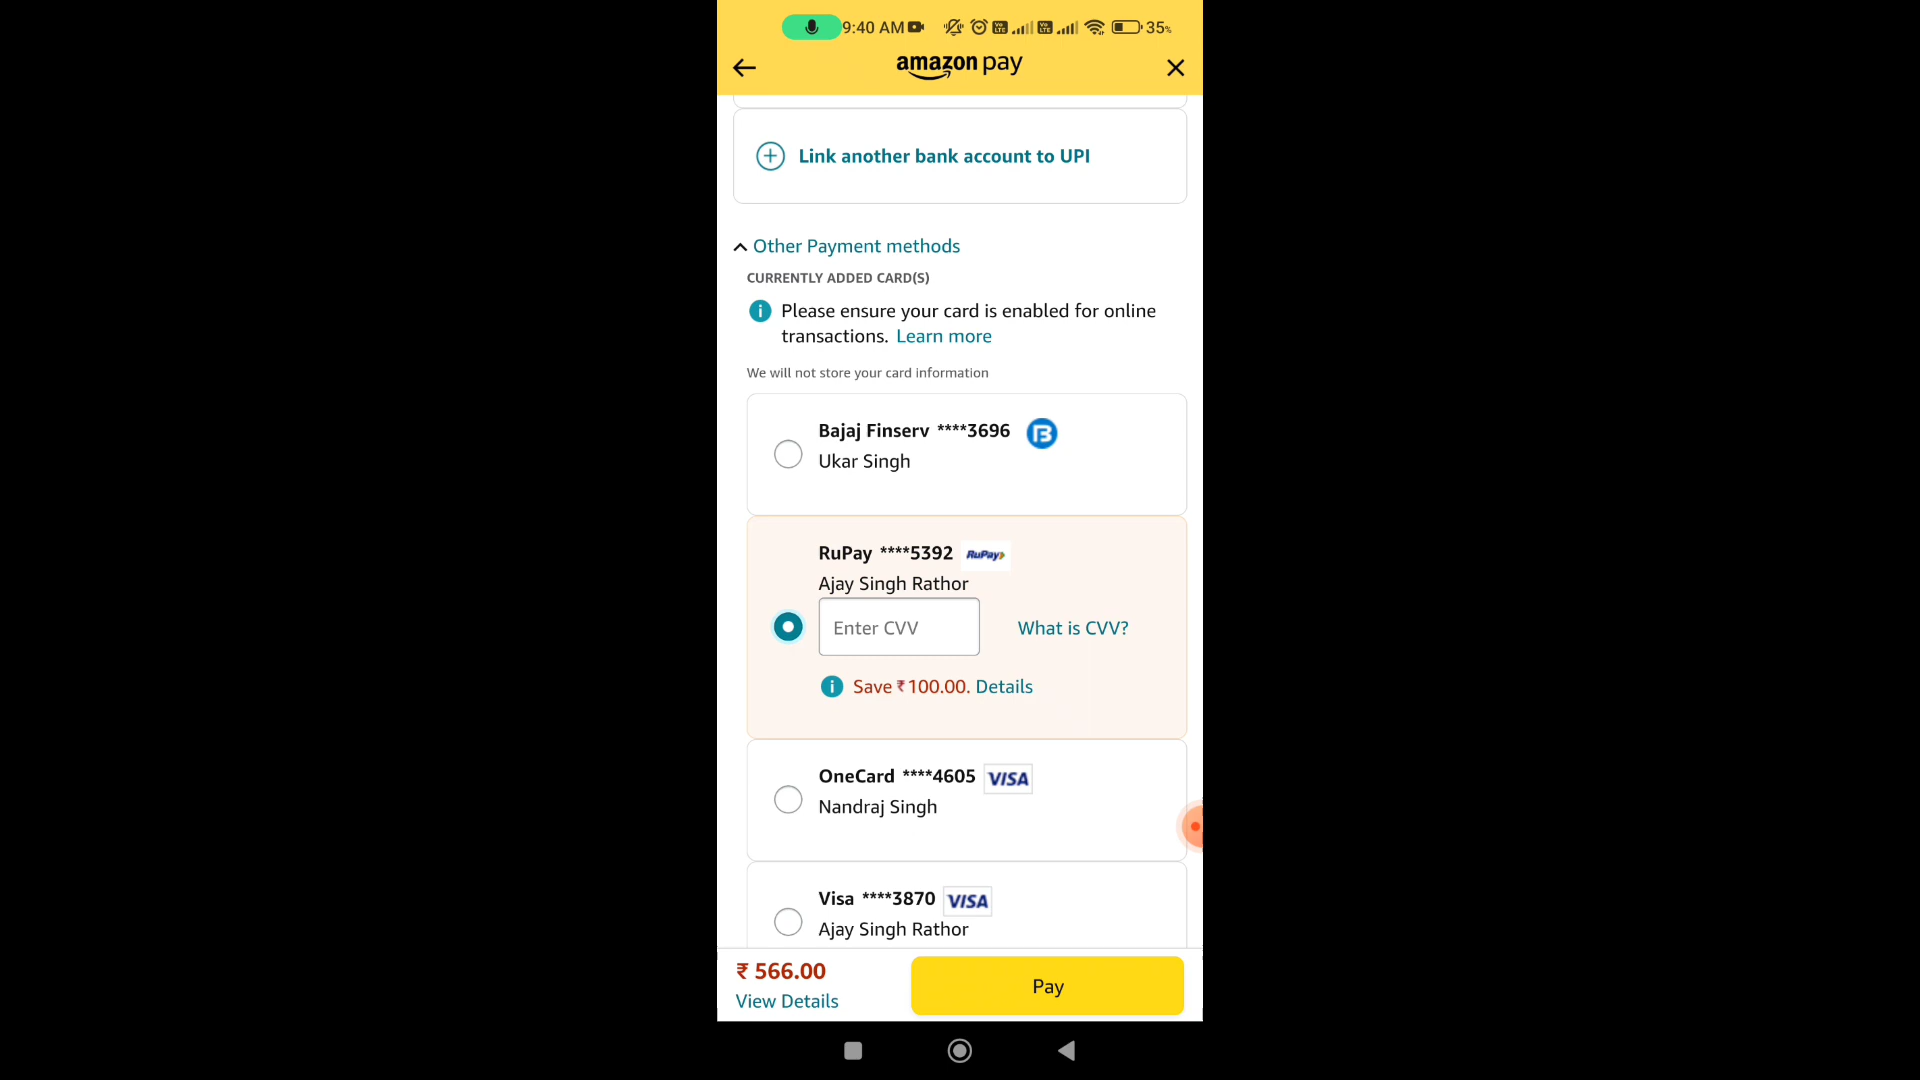 9:40 AM 35%
amazon pay
Link another bank account to UPI
Other Payment methods
CURRENTLY ADDED CARD(S)
Please ensure your card is enabled for online
transactions. Learn more
We will not store your card information
Bajaj Finserv ****3696
Ukar Singh
RuPay ****5392 RuPay
Ajay Singh Rathor
Enter CVV What is CVV?
Save ₹100.00. Details
OneCard ****4605 VISA
Nandraj Singh
Visa ****3870 VISA
Ajay Singh Rathor
₹ 566.00
View Details
Pay